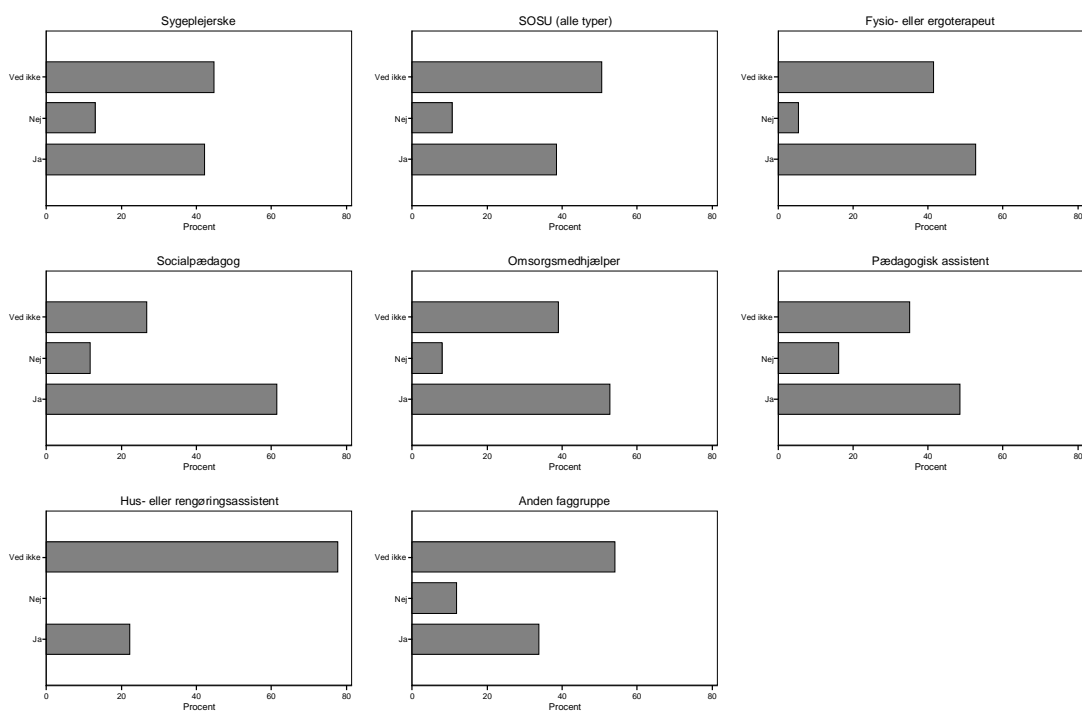 Sygeplejerske
Ved ikke
Nej
Ja
0 20 40 60 80
Procent
SOSU (alle typer)
Ved ikke
Nej
Ja
0 20 40 60 80
Procent
Fysio- eller ergoterapeut
Ved ikke
Nej
Ja
0 20 40 60 80
Procent
Socialpædagog
Ved ikke
Nej
Ja
0 20 40 60 80
Procent
Omsorgsmedhjælper
Ved ikke
Nej
Ja
0 20 40 60 80
Procent
Pædagogisk assistent
Ved ikke
Nej
Ja
0 20 40 60 80
Procent
Hus- eller rengøringsassistent
Ved ikke
Nej
Ja
0 20 40 60 80
Procent
Anden faggruppe
Ved ikke
Nej
Ja
0 20 40 60 80
Procent